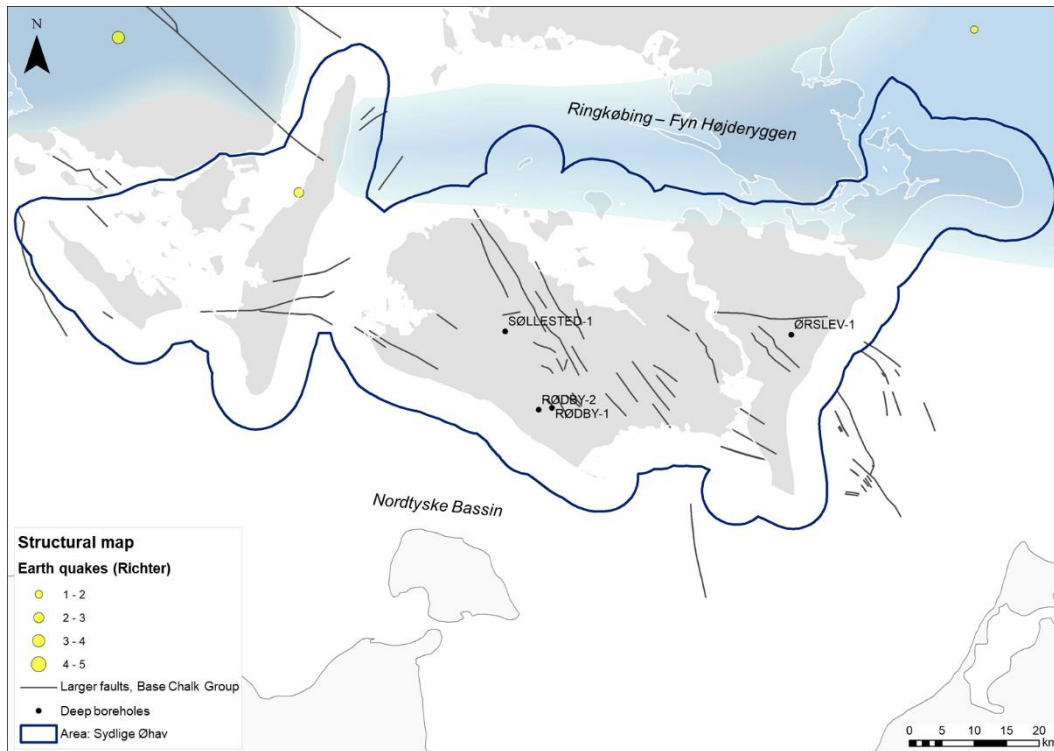 N
Ringkøbing – Fyn Højderyggen
SØLLESTED-1
ØRSLEV-1
RØDBY-2
RØDBY-1
Nordtyske Bassin
Structural map
Earth quakes (Richter)
1 - 2
2 - 3
3 - 4
4 - 5
Larger faults, Base Chalk Group
Deep boreholes
Area: Sydlige Øhav
0 5 10 15 20
km